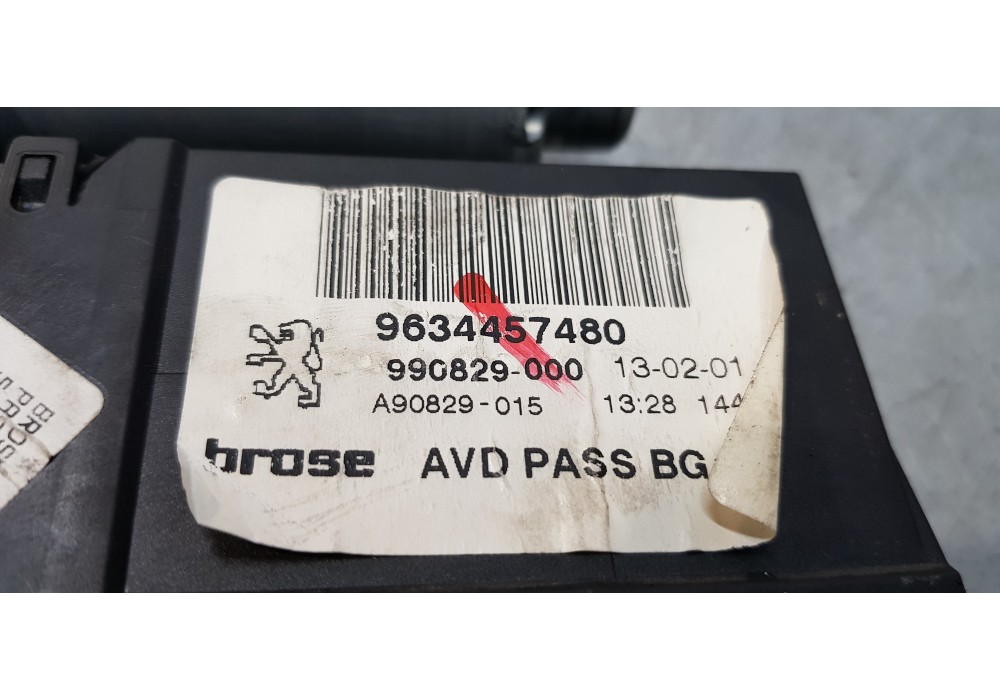 9634457480
990829-000 13-02-01
A90829-015 13:28 144
brose AVD PASS BG